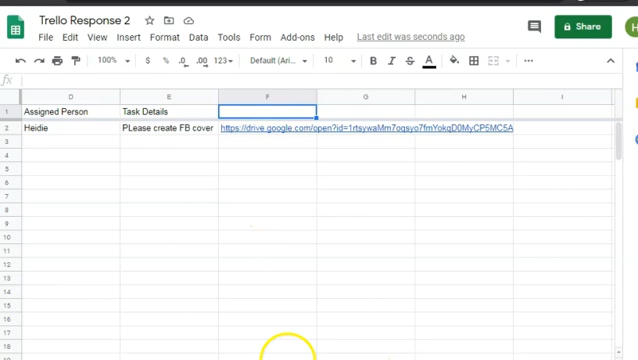 Trello Response 2
File Edit View Insert Format Data Tools Form Add-ons Last edit was seconds ago
Share
H
100% $ % .0 .00 123 Default (Ari... 10 B I S A
fx
D E F G H I
1 Assigned Person Task Details
2 Heidie PLease create FB cover https://drive.google.com/open?id=1rtsywaMm7oqsyo7fmYokqD0MyCP5MC5A
3
4
5
6
7
8
9
10
11
12
13
14
15
16
17
18